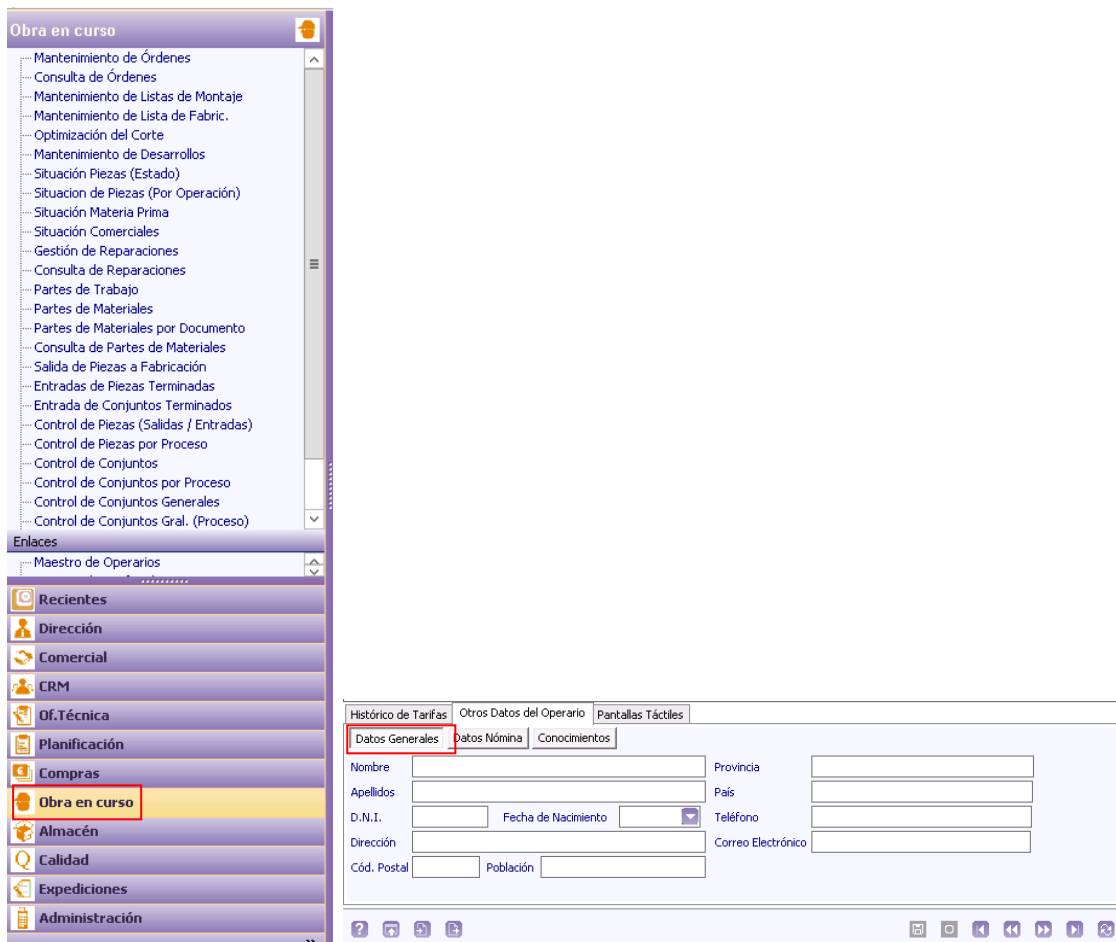 Obra en curso
Mantenimiento de Órdenes
Consulta de Órdenes
Mantenimiento de Listas de Montaje
Mantenimiento de Lista de Fabric.
Optimización del Corte
Mantenimiento de Desarrollos
Situación Piezas (Estado)
Situacion de Piezas (Por Operación)
Situación Materia Prima
Situación Comerciales
Gestión de Reparaciones
Consulta de Reparaciones
Partes de Trabajo
Partes de Materiales
Partes de Materiales por Documento
Consulta de Partes de Materiales
Salida de Piezas a Fabricación
Entradas de Piezas Terminadas
Entrada de Conjuntos Terminados
Control de Piezas (Salidas / Entradas)
Control de Piezas por Proceso
Control de Conjuntos
Control de Conjuntos por Proceso
Control de Conjuntos Generales
Control de Conjuntos Gral. (Proceso)
Enlaces
Maestro de Operarios
Recientes
Dirección
Comercial
CRM
Of.Técnica
Planificación
Compras
Obra en curso
Almacén
Calidad
Expediciones
Administración
Histórico de Tarifas Otros Datos del Operario Pantallas Táctiles
Datos Generales Datos Nómina Conocimientos
Nombre Provincia
Apellidos País
D.N.I. Fecha de Nacimiento Teléfono
Dirección Correo Electrónico
Cód. Postal Población